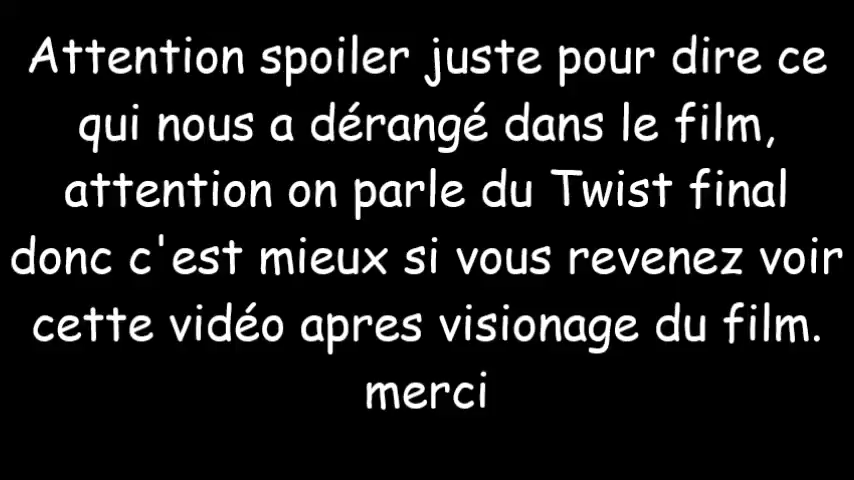 Attention spoiler juste pour dire ce
qui nous a dérangé dans le film,
attention on parle du Twist final
donc c'est mieux si vous revenez voir
cette vidéo apres visionage du film.
merci